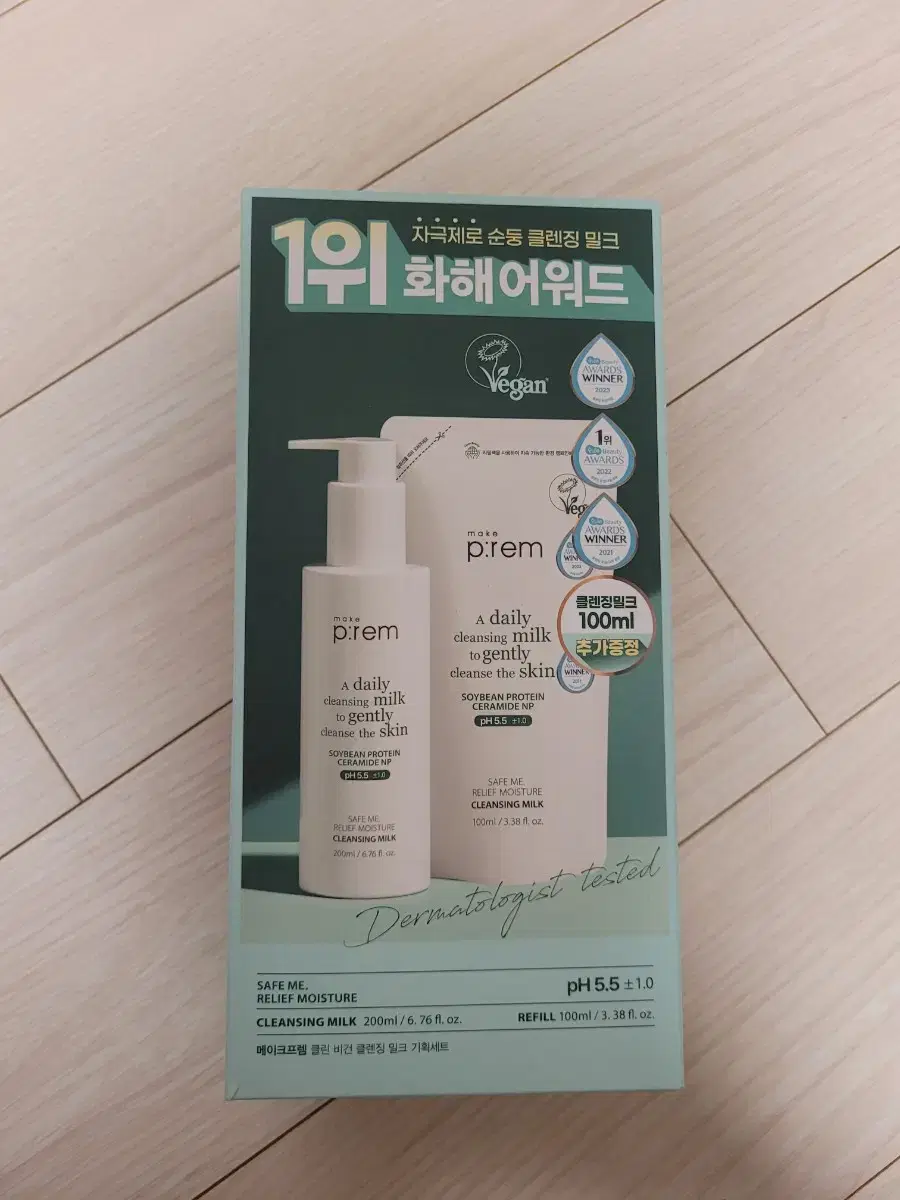 1위
자극제로 순둥 클렌징 밀크
화해어워드
Vegan
Beauty
AWARDS
WINNER
2023
1위
Beauty
AWARDS
2022
Beauty
AWARDS
WINNER
2021
클렌징밀크
100ml
추가증정
make
p:rem
A daily
cleansing milk
to gently
cleanse the skin
SOYBEAN PROTEIN
CERAMIDE NP
pH 5.5 ±1.0
SAFE ME.
RELIEF MOISTURE
CLEANSING MILK
200ml / 6.76 fl. oz.
make
p:rem
A daily
cleansing milk
to gently
cleanse the skin
SOYBEAN PROTEIN
CERAMIDE NP
pH 5.5 ±1.0
SAFE ME.
RELIEF MOISTURE
CLEANSING MILK
100ml / 3.38 fl. oz.
Dermatologist tested
SAFE ME.
RELIEF MOISTURE
pH 5.5 ±1.0
CLEANSING MILK 200ml / 6. 76 fl. oz.
REFILL 100ml / 3. 38 fl. oz.
메이크프렘 클린 비건 클렌징 밀크 기획세트